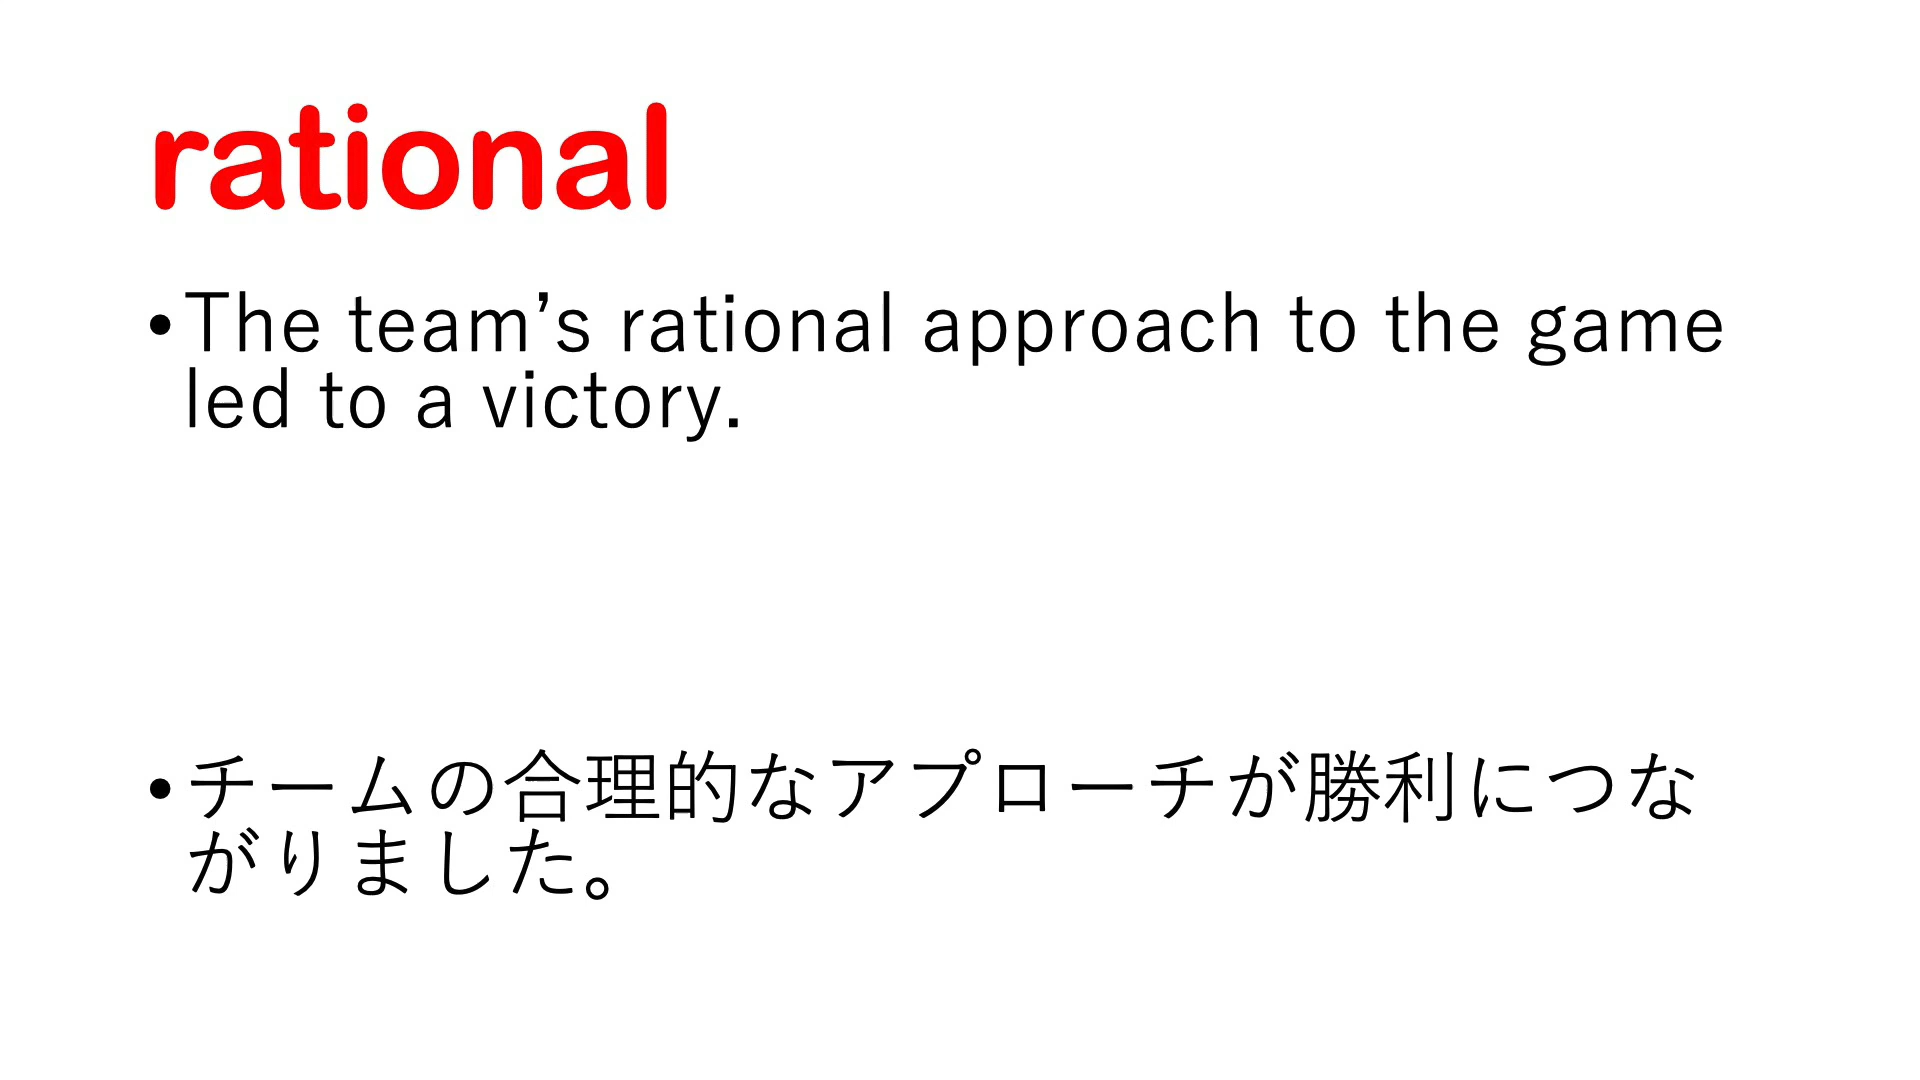 rational
•The team’s rational approach to the game
led to a victory.
•チームの合理的なアプローチが勝利につな
がりました。